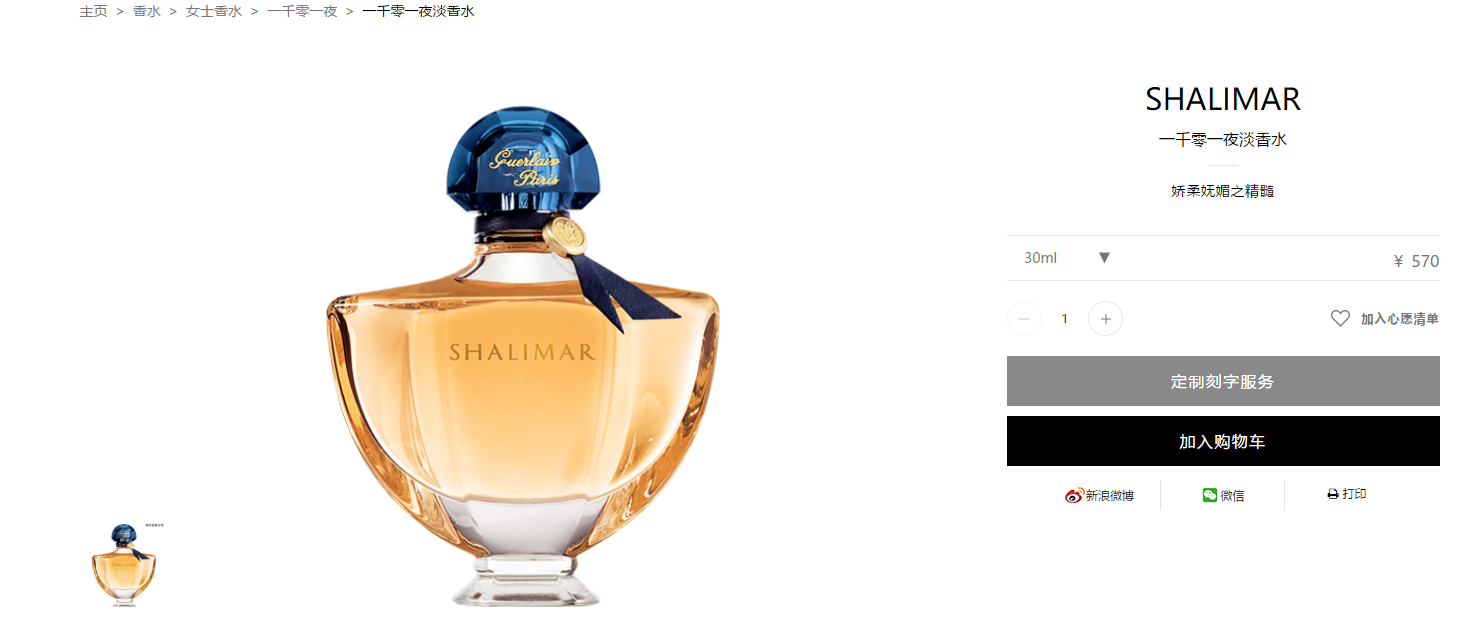 主页 > 香水 > 女士香水 > 一千零一夜 > 一千零一夜淡香水
Guerlain
Paris
SHALIMAR
SHALIMAR
一千零一夜淡香水
娇柔妩媚之精髓
30ml ▼ ¥ 570
− 1 + 加入心愿清单
定制刻字服务
加入购物车
新浪微博 微信 打印